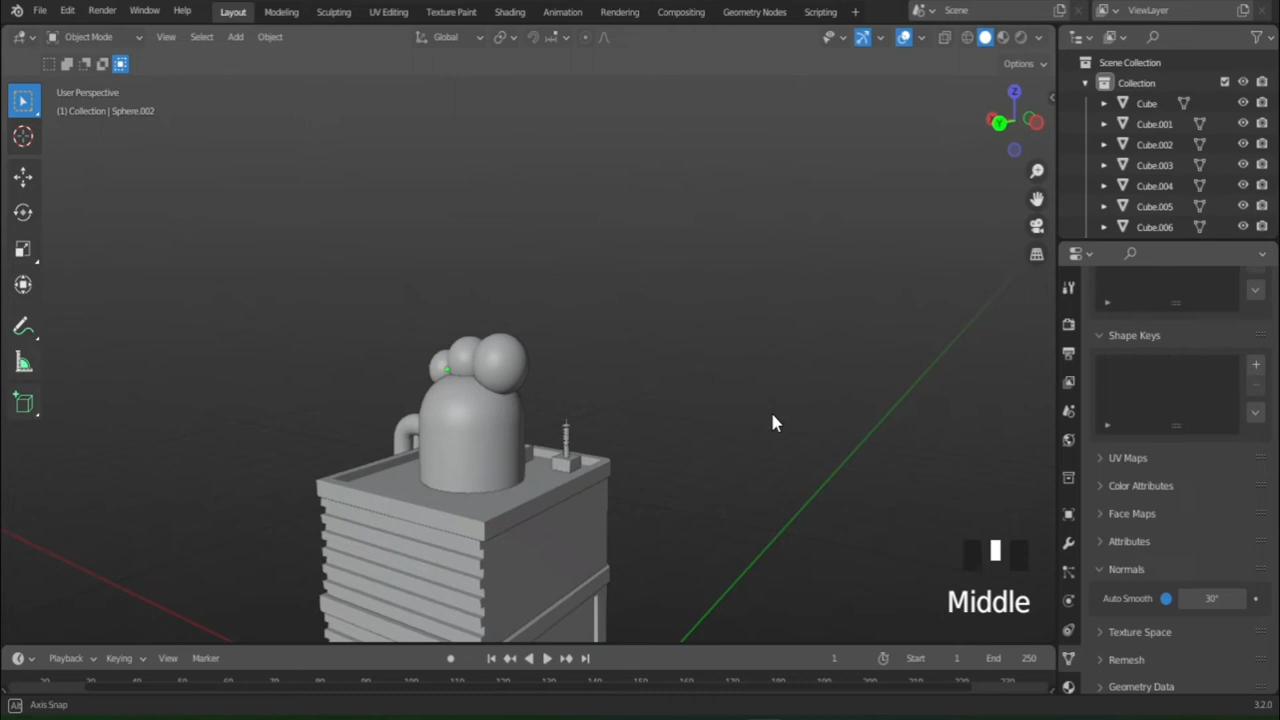 File Edit Render Window Help Layout Modeling Sculpting UV Editing Texture Paint Shading Animation Rendering Compositing Geometry Nodes Scripting + Scene ViewLayer
Object Mode View Select Add Object Global
Options
User Perspective
(1) Collection | Sphere.002
Z
Y
Scene Collection
Collection
Cube
Cube.001
Cube.002
Cube.003
Cube.004
Cube.005
Cube.006
Shape Keys
UV Maps
Color Attributes
Face Maps
Attributes
Normals
Auto Smooth 30°
Texture Space
Remesh
Geometry Data
Middle
Playback Keying View Marker 1 Start 1 End 250
Alt Axis Snap 3.2.0